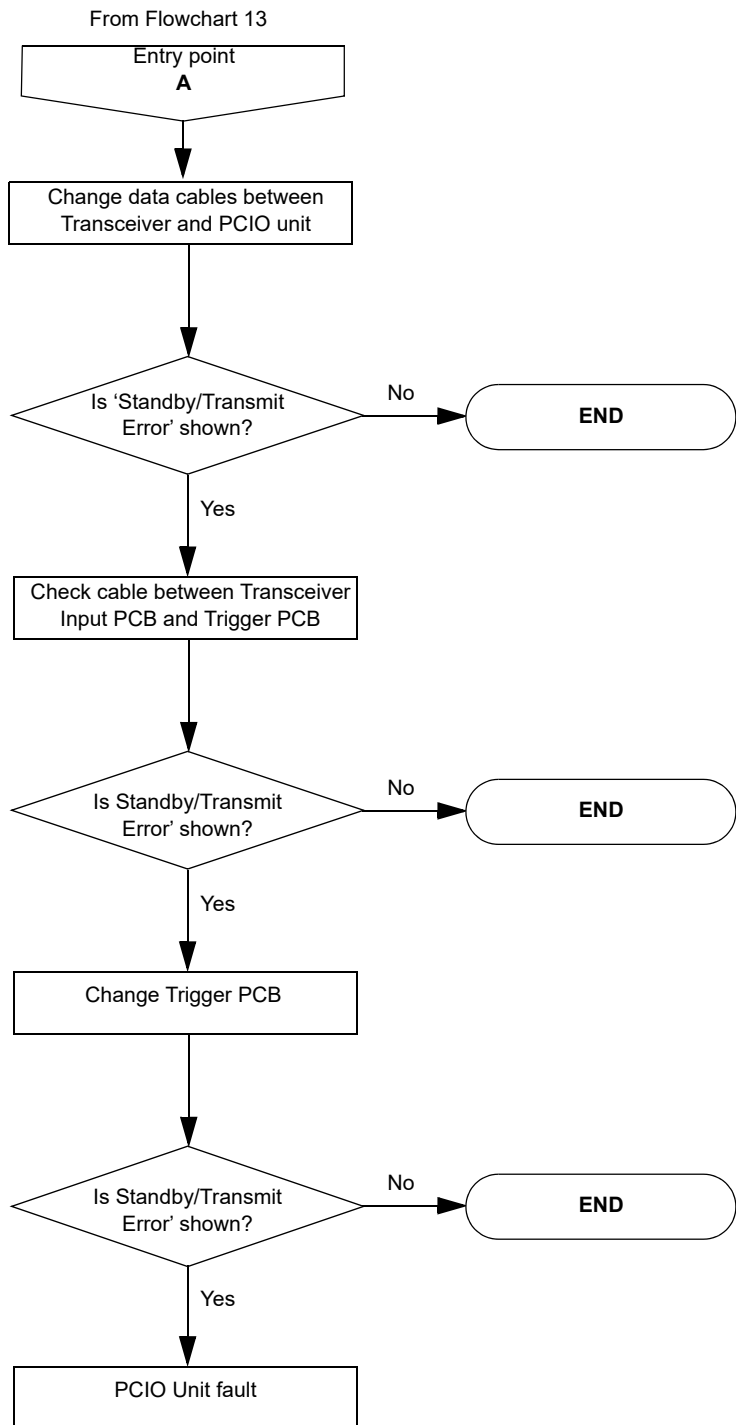 From Flowchart 13
Entry point
A
Change data cables between
Transceiver and PCIO unit
Is ‘Standby/Transmit
Error’ shown?
No
END
Yes
Check cable between Transceiver
Input PCB and Trigger PCB
Is Standby/Transmit
Error’ shown?
No
END
Yes
Change Trigger PCB
Is Standby/Transmit
Error’ shown?
No
END
Yes
PCIO Unit fault